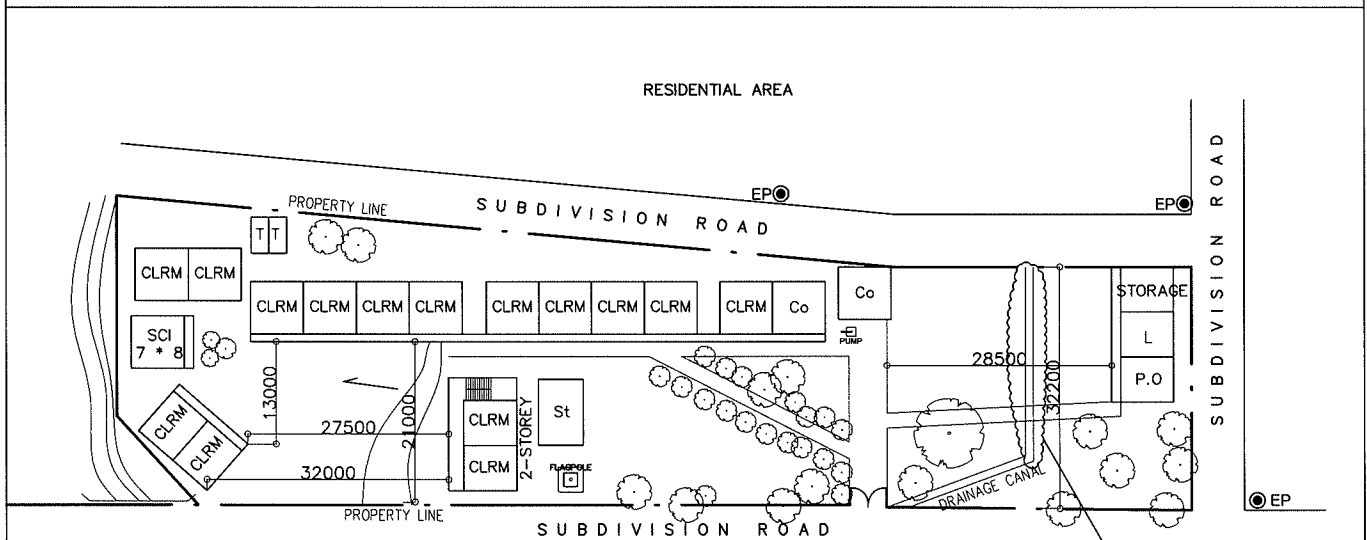 RESIDENTIAL AREA
SUBDIVISION ROAD
EP
EP
PROPERTY LINE
SUBDIVISION ROAD
T T
CLRM CLRM
CLRM CLRM CLRM CLRM CLRM CLRM CLRM CLRM CLRM Co
Co
STORAGE
SCI
7 * 8
PUMP
L
28500
P.O
32200
13000
21000
27500
CLRM
CLRM
32000
CLRM
CLRM
2-STOREY
St
FLAGPOLE
DRAINAGE CANAL
EP
PROPERTY LINE
SUBDIVISION ROAD